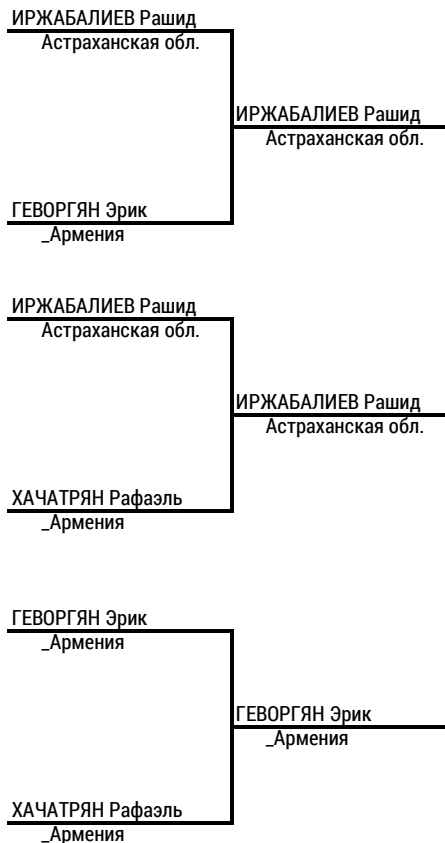 ИРЖАБАЛИЕВ Рашид
Астраханская обл.
ИРЖАБАЛИЕВ Рашид
Астраханская обл.
ГЕВОРГЯН Эрик
_Армения
ИРЖАБАЛИЕВ Рашид
Астраханская обл.
ИРЖАБАЛИЕВ Рашид
Астраханская обл.
ХАЧАТРЯН Рафаэль
_Армения
ГЕВОРГЯН Эрик
_Армения
ГЕВОРГЯН Эрик
_Армения
ХАЧАТРЯН Рафаэль
_Армения